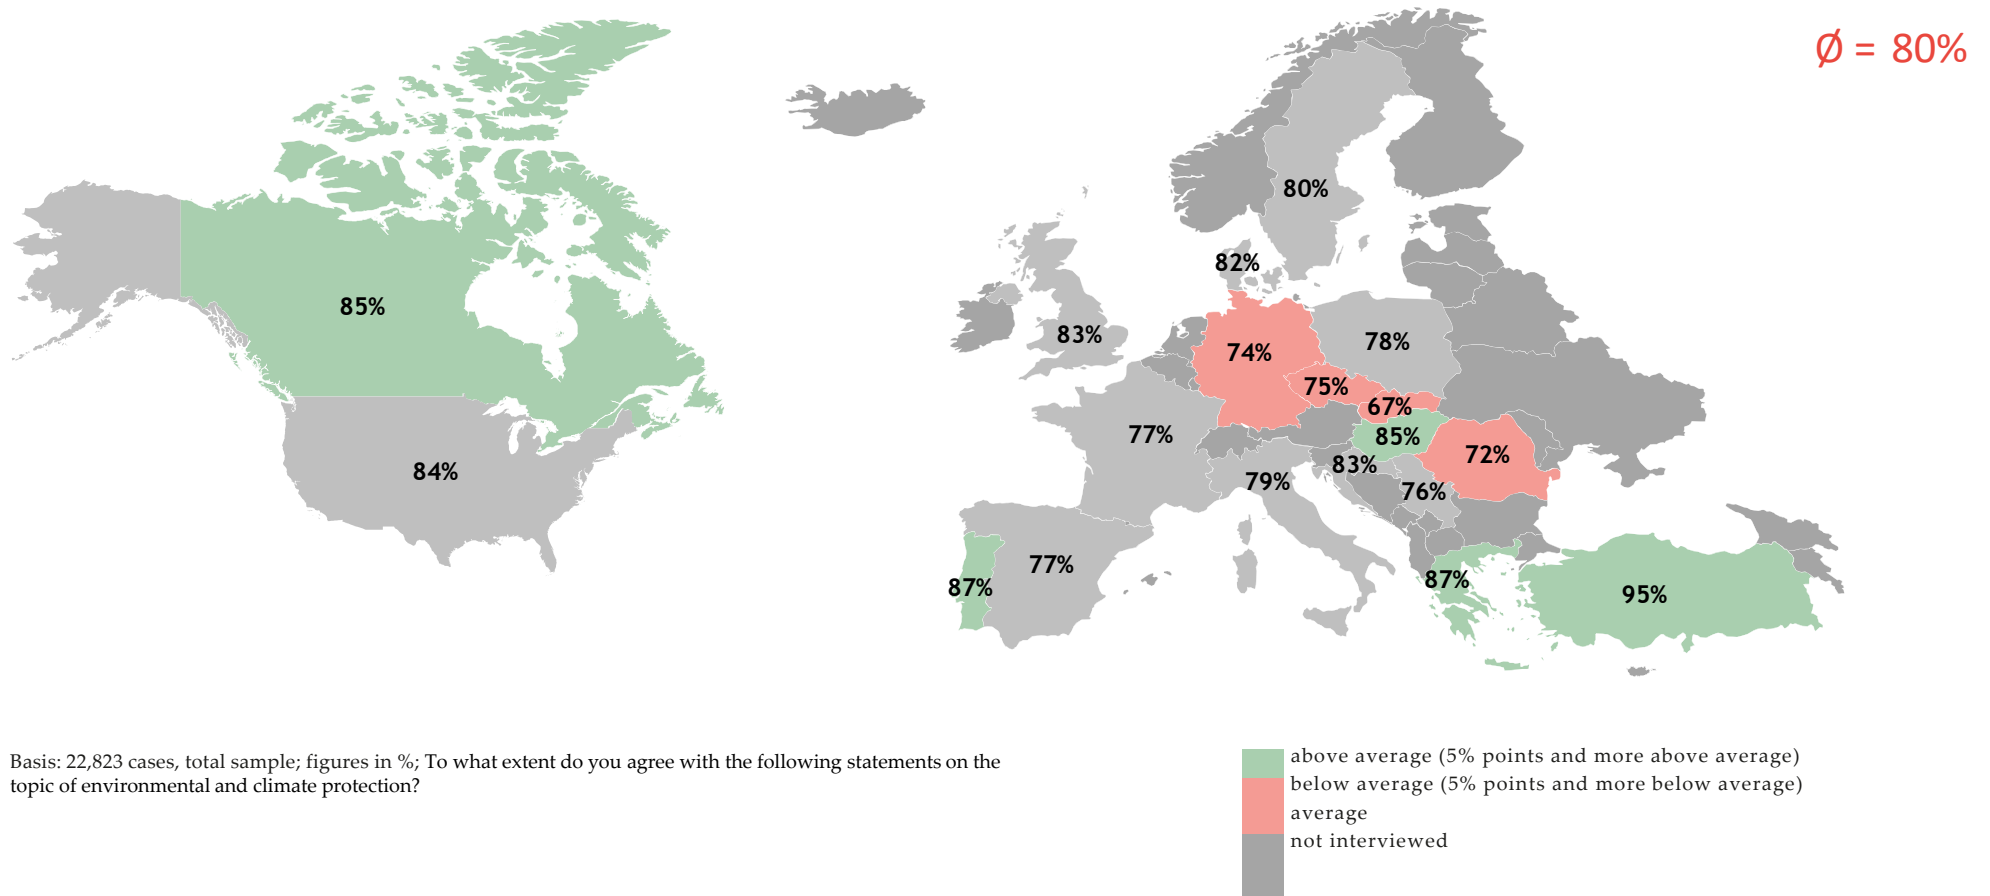 Ø = 80%
80%
82%
85%
83%
78%
74%
75%
67%
77%
85%
83%
72%
84%
79%
76%
77%
87%
87%
95%
Basis: 22,823 cases, total sample; figures in %; To what extent do you agree with the following statements on the
topic of environmental and climate protection?
above average (5% points and more above average)
below average (5% points and more below average)
average
not interviewed